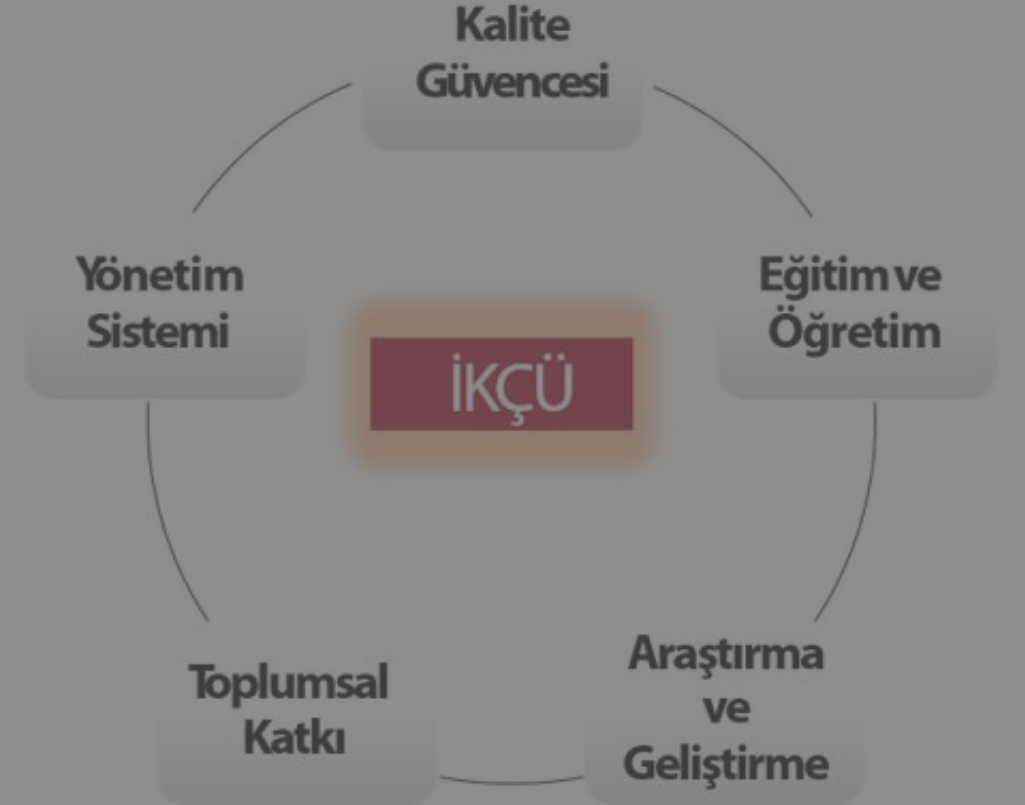 Kalite
Güvencesi
Yönetim
Sistemi
Eğitim ve
Öğretim
İKÇÜ
Toplumsal
Katkı
Araştırma
ve
Geliştirme